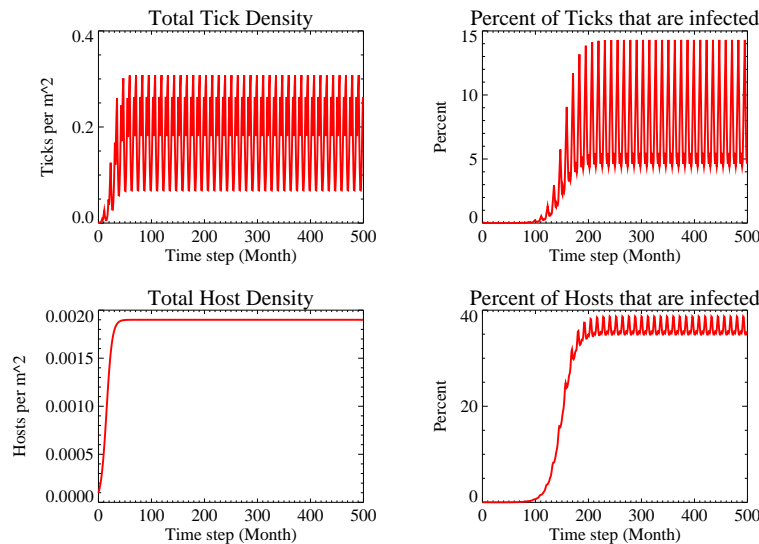 Total Tick Density
Percent of Ticks that are infected
0.4
0.2
0.0
Ticks per m^2
0 100 200 300 400 500
Time step (Month)
15
10
5
0
Percent
0 100 200 300 400 500
Time step (Month)
Total Host Density
Percent of Hosts that are infected
0.0020
0.0015
0.0010
0.0005
0.0000
Hosts per m^2
0 100 200 300 400 500
Time step (Month)
40
20
0
Percent
0 100 200 300 400 500
Time step (Month)